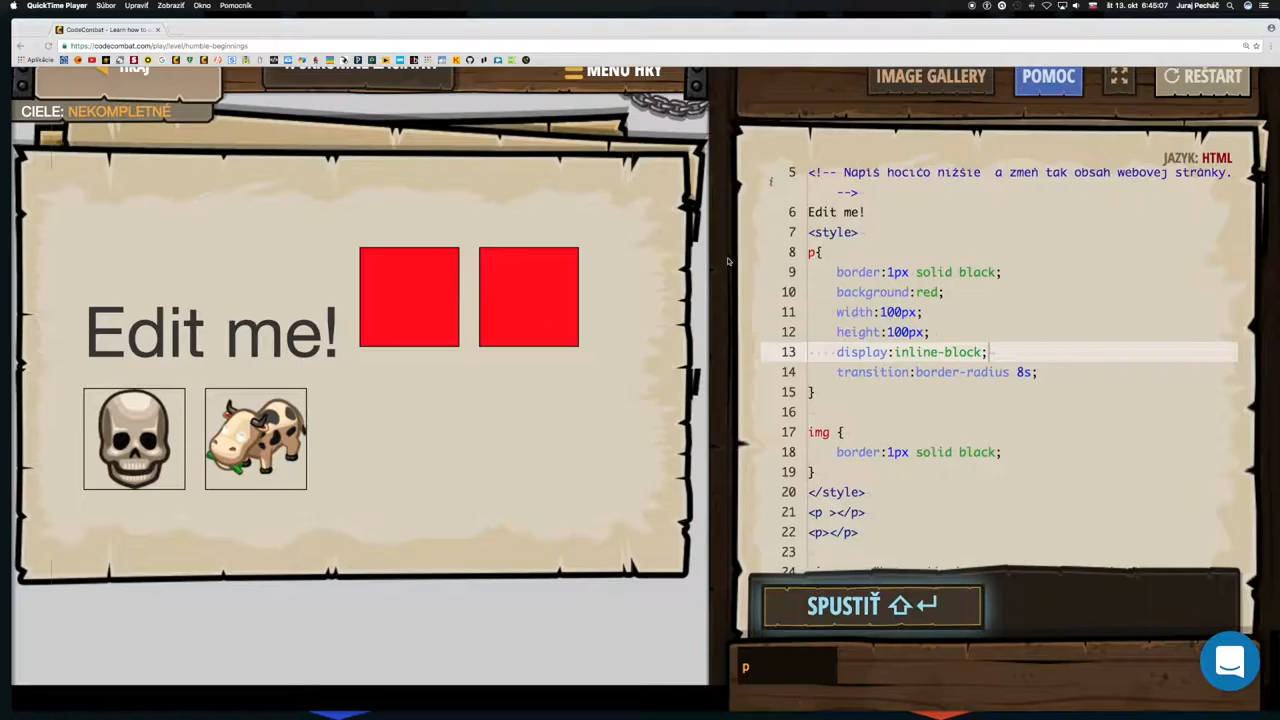 QuickTime Player Súbor Upraviť Zobraziť Okno Pomocník
št 13. okt 6:45:07 Juraj Pecháč
CodeCombat - Learn how to c
https://codecombat.com/play/level/humble-beginnings
Aplikácie
HRAJ
MENU HRY
IMAGE GALLERY
POMOC
REŠTART
CIELE: NEKOMPLETNÉ
JAZYK: HTML
5 <!-- Napíš hocičo nižšie a zmeň tak obsah webovej stránky.
-->
6 Edit me!
7 <style>
8 p{
9 border:1px solid black;
10 background:red;
11 width:100px;
12 height:100px;
13 display:inline-block;
14 transition:border-radius 8s;
15 }
16
17 img {
18 border:1px solid black;
19 }
20 </style>
21 <p ></p>
22 <p></p>
23
24
Edit me!
SPUSTIŤ
p